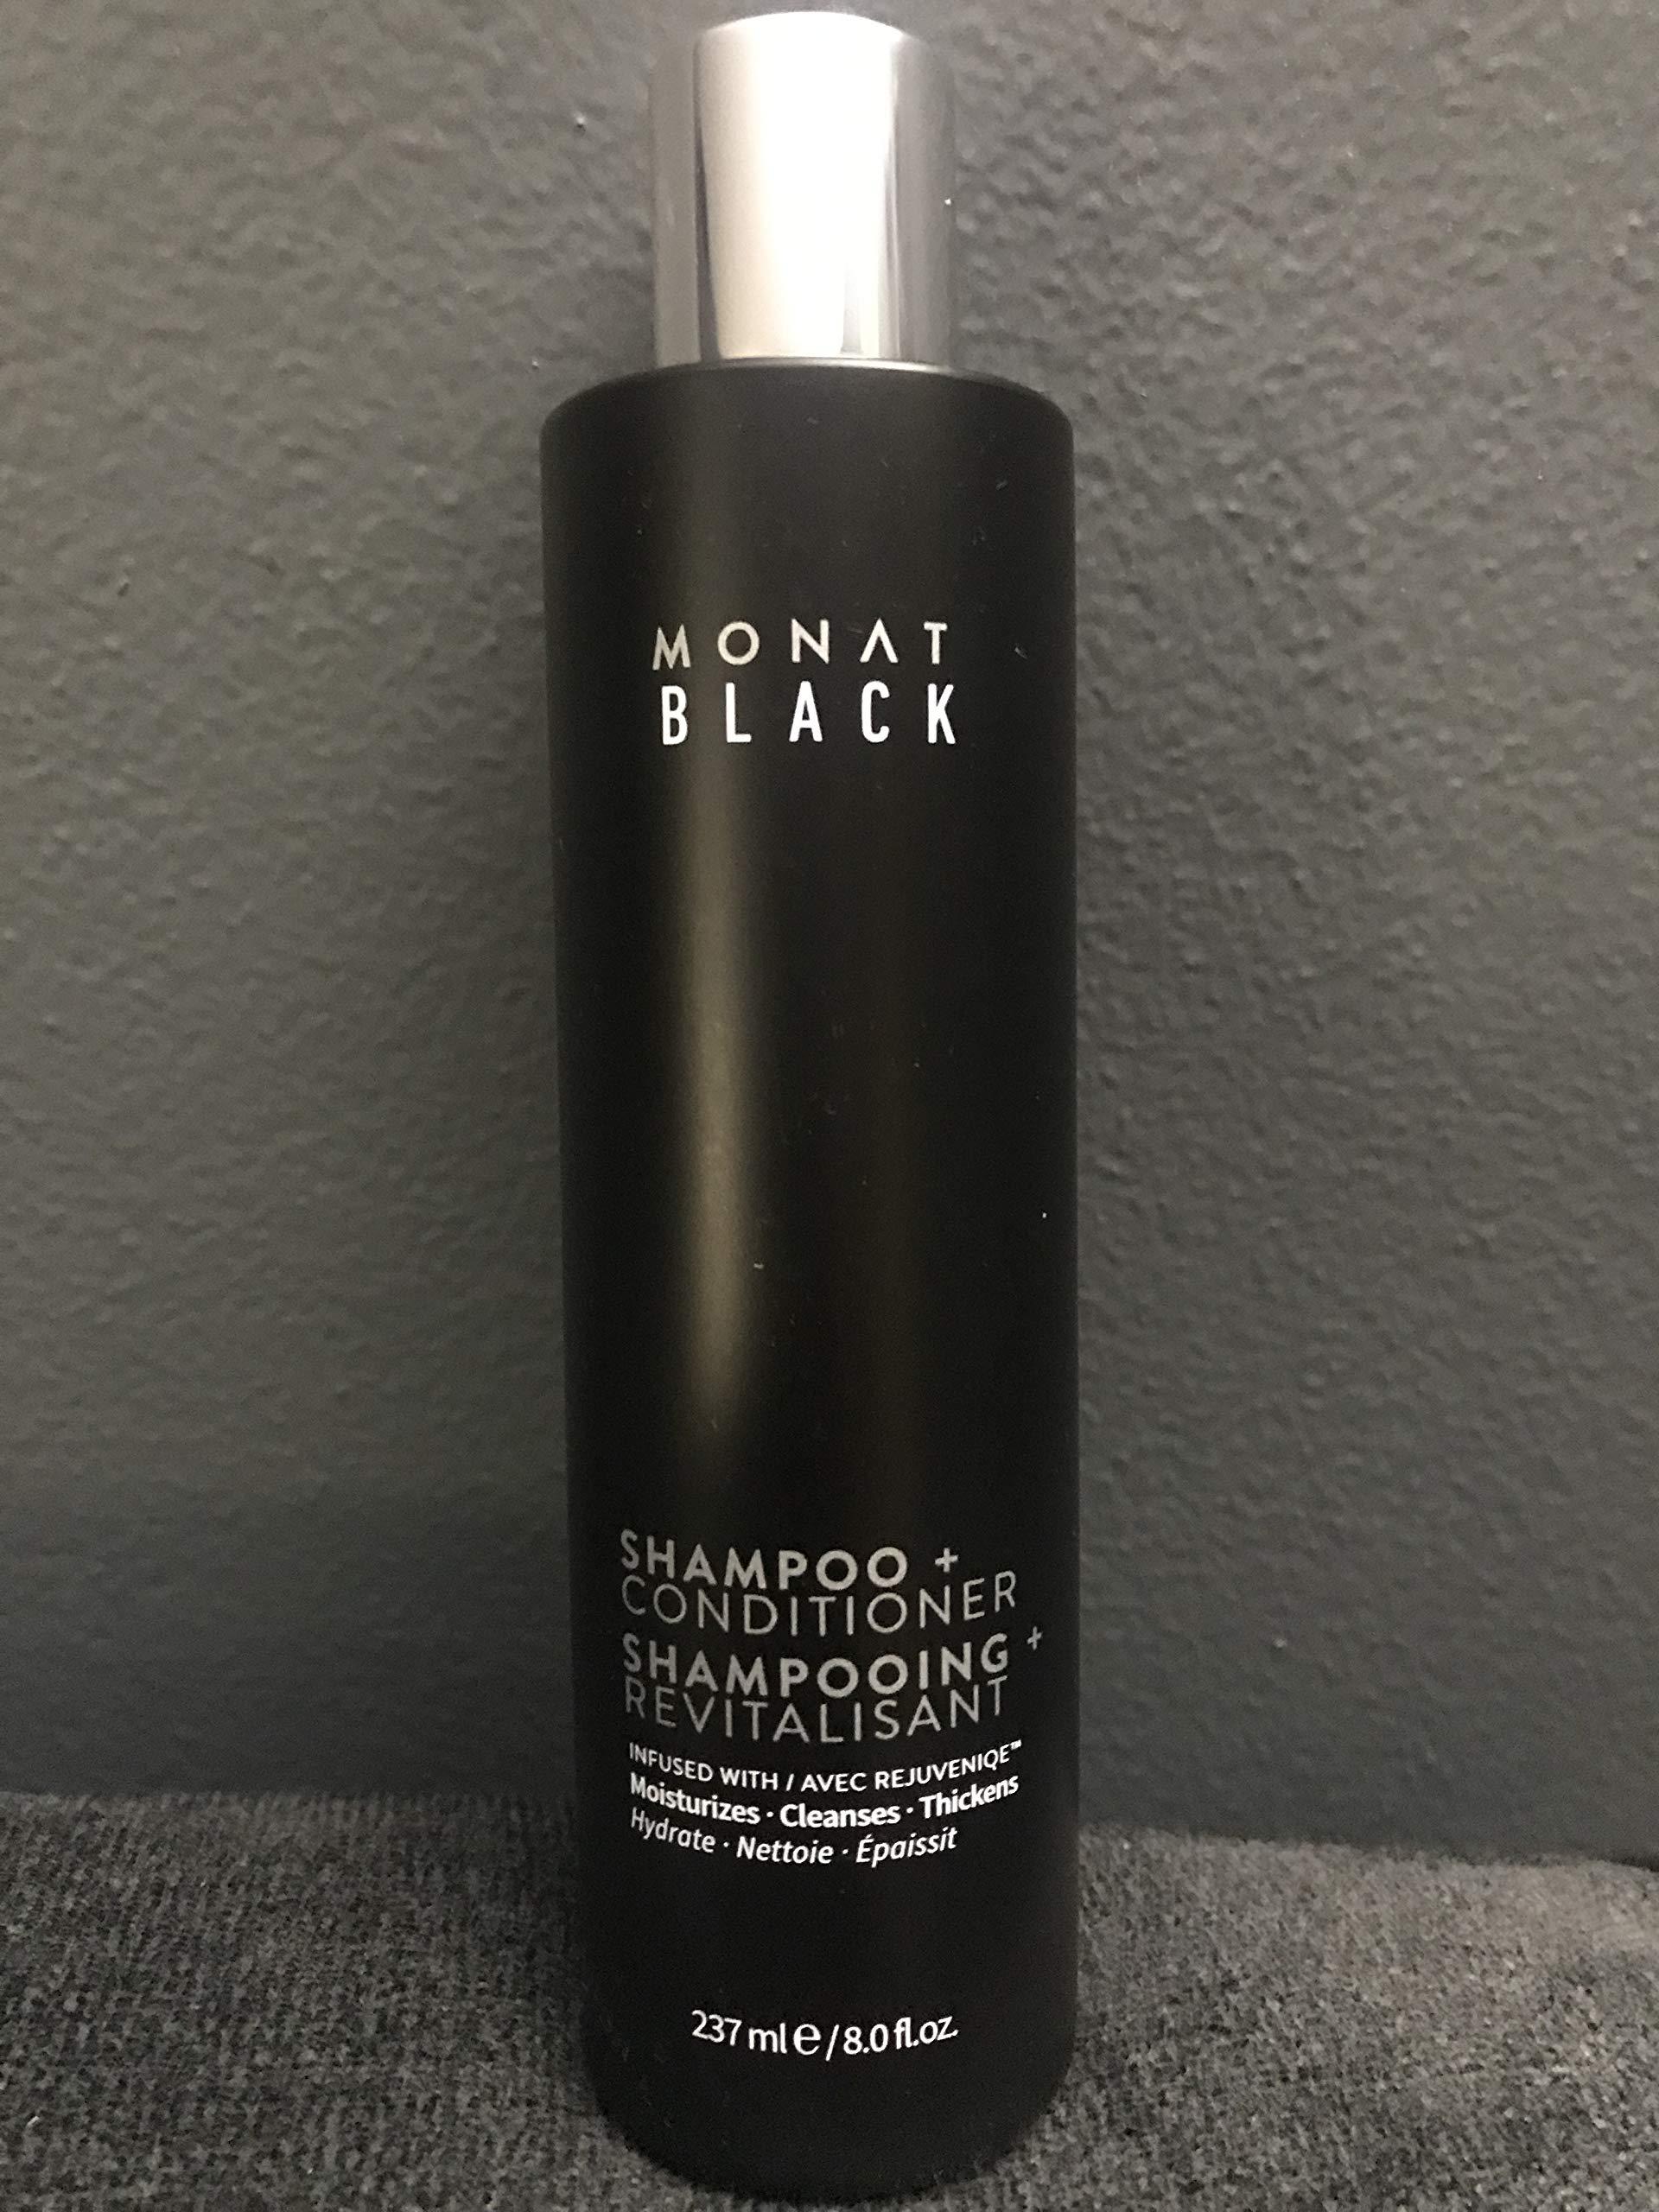 MONAT
BLACK
SHAMPOO +
CONDITIONER
SHAMPOOING +
REVITALISANT
INFUSED WITH / AVEC REJUVENIQE™
Moisturizes · Cleanses · Thickens
Hydrate · Nettoie · Épaissit
237 ml ℮ / 8.0 fl.oz.